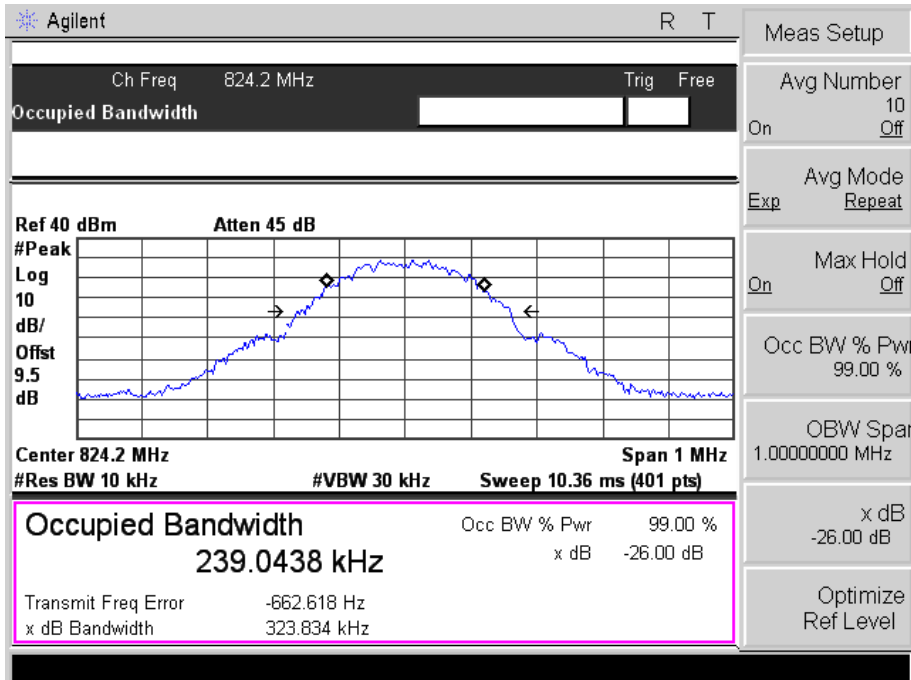 Agilent R T
Ch Freq 824.2 MHz Trig Free
Occupied Bandwidth
Ref 40 dBm Atten 45 dB
#Peak
Log
10
dB/
Offst
9.5
dB
Center 824.2 MHz Span 1 MHz
#Res BW 10 kHz #VBW 30 kHz Sweep 10.36 ms (401 pts)
Occupied Bandwidth Occ BW % Pwr 99.00 %
239.0438 kHz x dB -26.00 dB
Transmit Freq Error -662.618 Hz
x dB Bandwidth 323.834 kHz
Meas Setup
Avg Number
10
On Off
Avg Mode
Exp Repeat
Max Hold
On Off
Occ BW % Pwr
99.00 %
OBW Span
1.00000000 MHz
x dB
-26.00 dB
Optimize
Ref Level